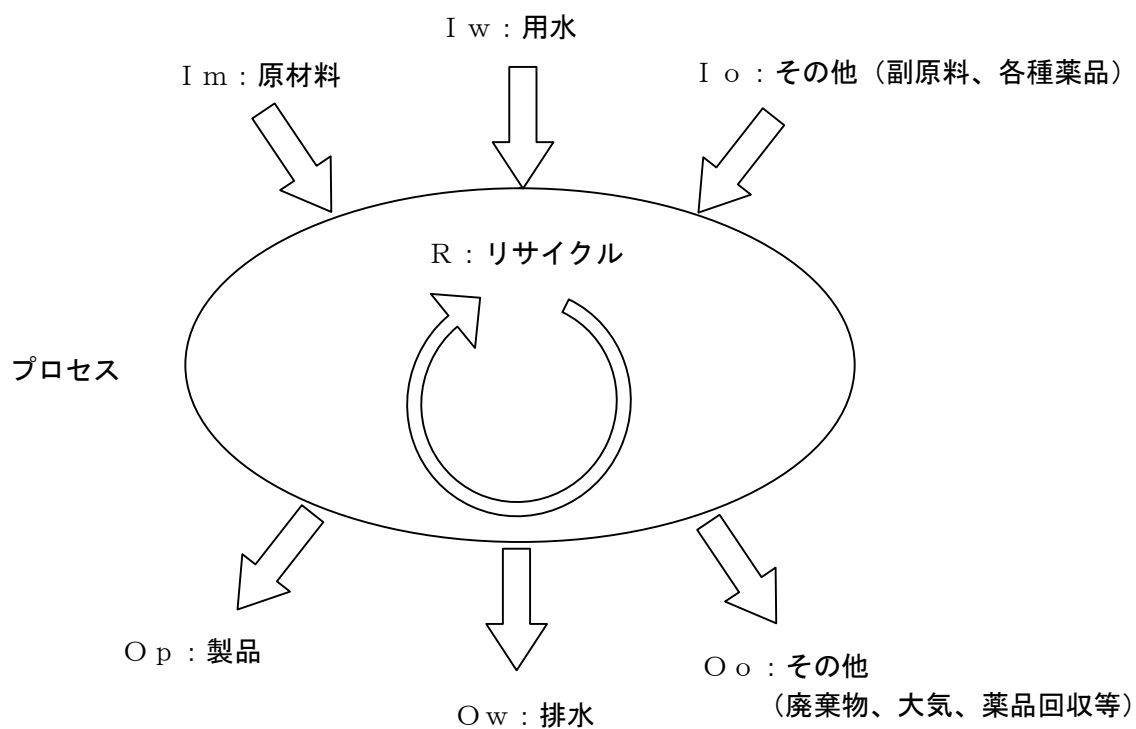 Ｉｗ：用水
Ｉｍ：原材料
Ｉｏ：その他（副原料、各種薬品）
Ｒ：リサイクル
プロセス
Ｏｐ：製品
Ｏｏ：その他
（廃棄物、大気、薬品回収等）
Ｏｗ：排水